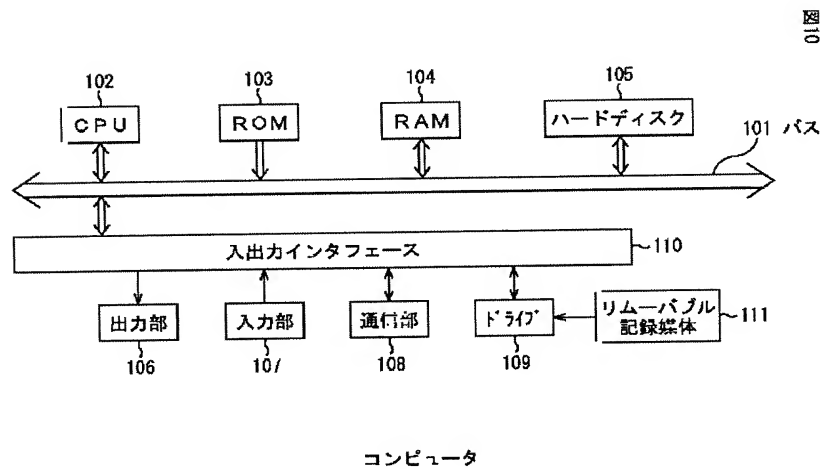 図10
102
103
104
105
CPU
ROM
RAM
ハードディスク
101 バス
入出力インタフェース
110
出力部
入力部
通信部
ドライブ
リムーバブル
記録媒体
111
106
107
108
109
コンピュータ